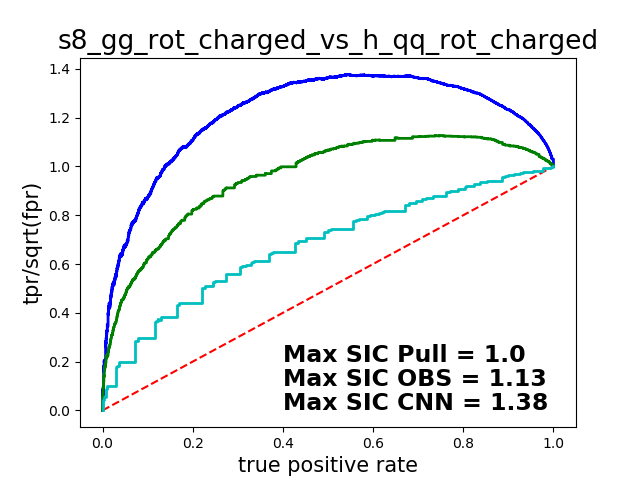 s8_gg_rot_charged_vs_h_qq_rot_charged
tpr/sqrt(fpr)
1.4
1.2
1.0
0.8
0.6
0.4
0.2
0.0
Max SIC Pull = 1.0
Max SIC OBS = 1.13
Max SIC CNN = 1.38
0.0 0.2 0.4 0.6 0.8 1.0
true positive rate